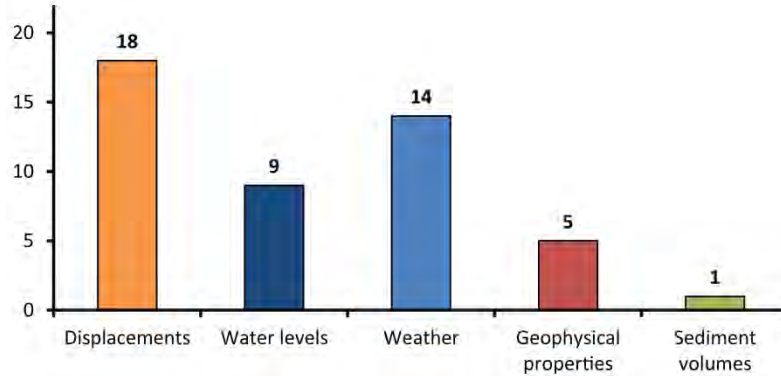 20
15
10
5
0
18
9
14
5
1
Displacements
Water levels
Weather
Geophysical
properties
Sediment
volumes